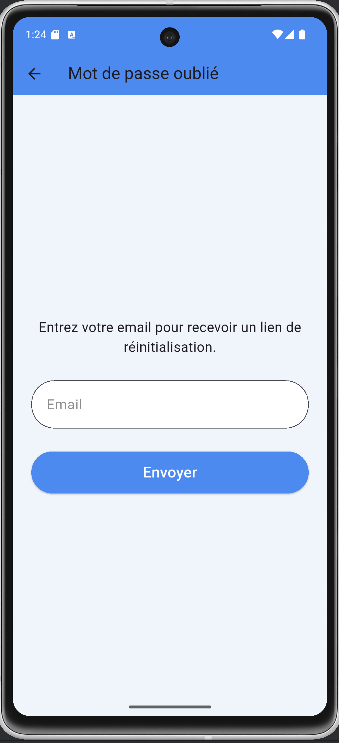 1:24
Mot de passe oublié
Entrez votre email pour recevoir un lien de
réinitialisation.
Email
Envoyer